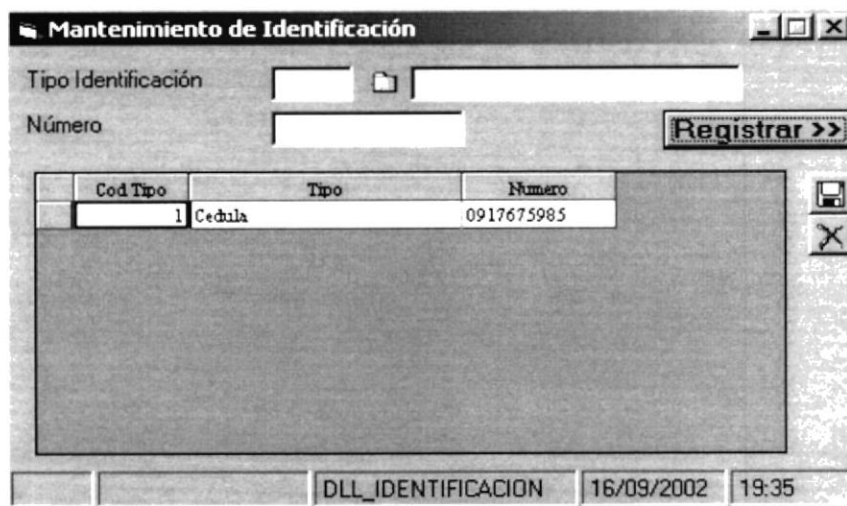 Mantenimiento de Identificación
Tipo Identificación
Número
Registrar >>
Cod Tipo Tipo Numero
1 Cedula 0917675985
DLL_IDENTIFICACION 16/09/2002 19:35